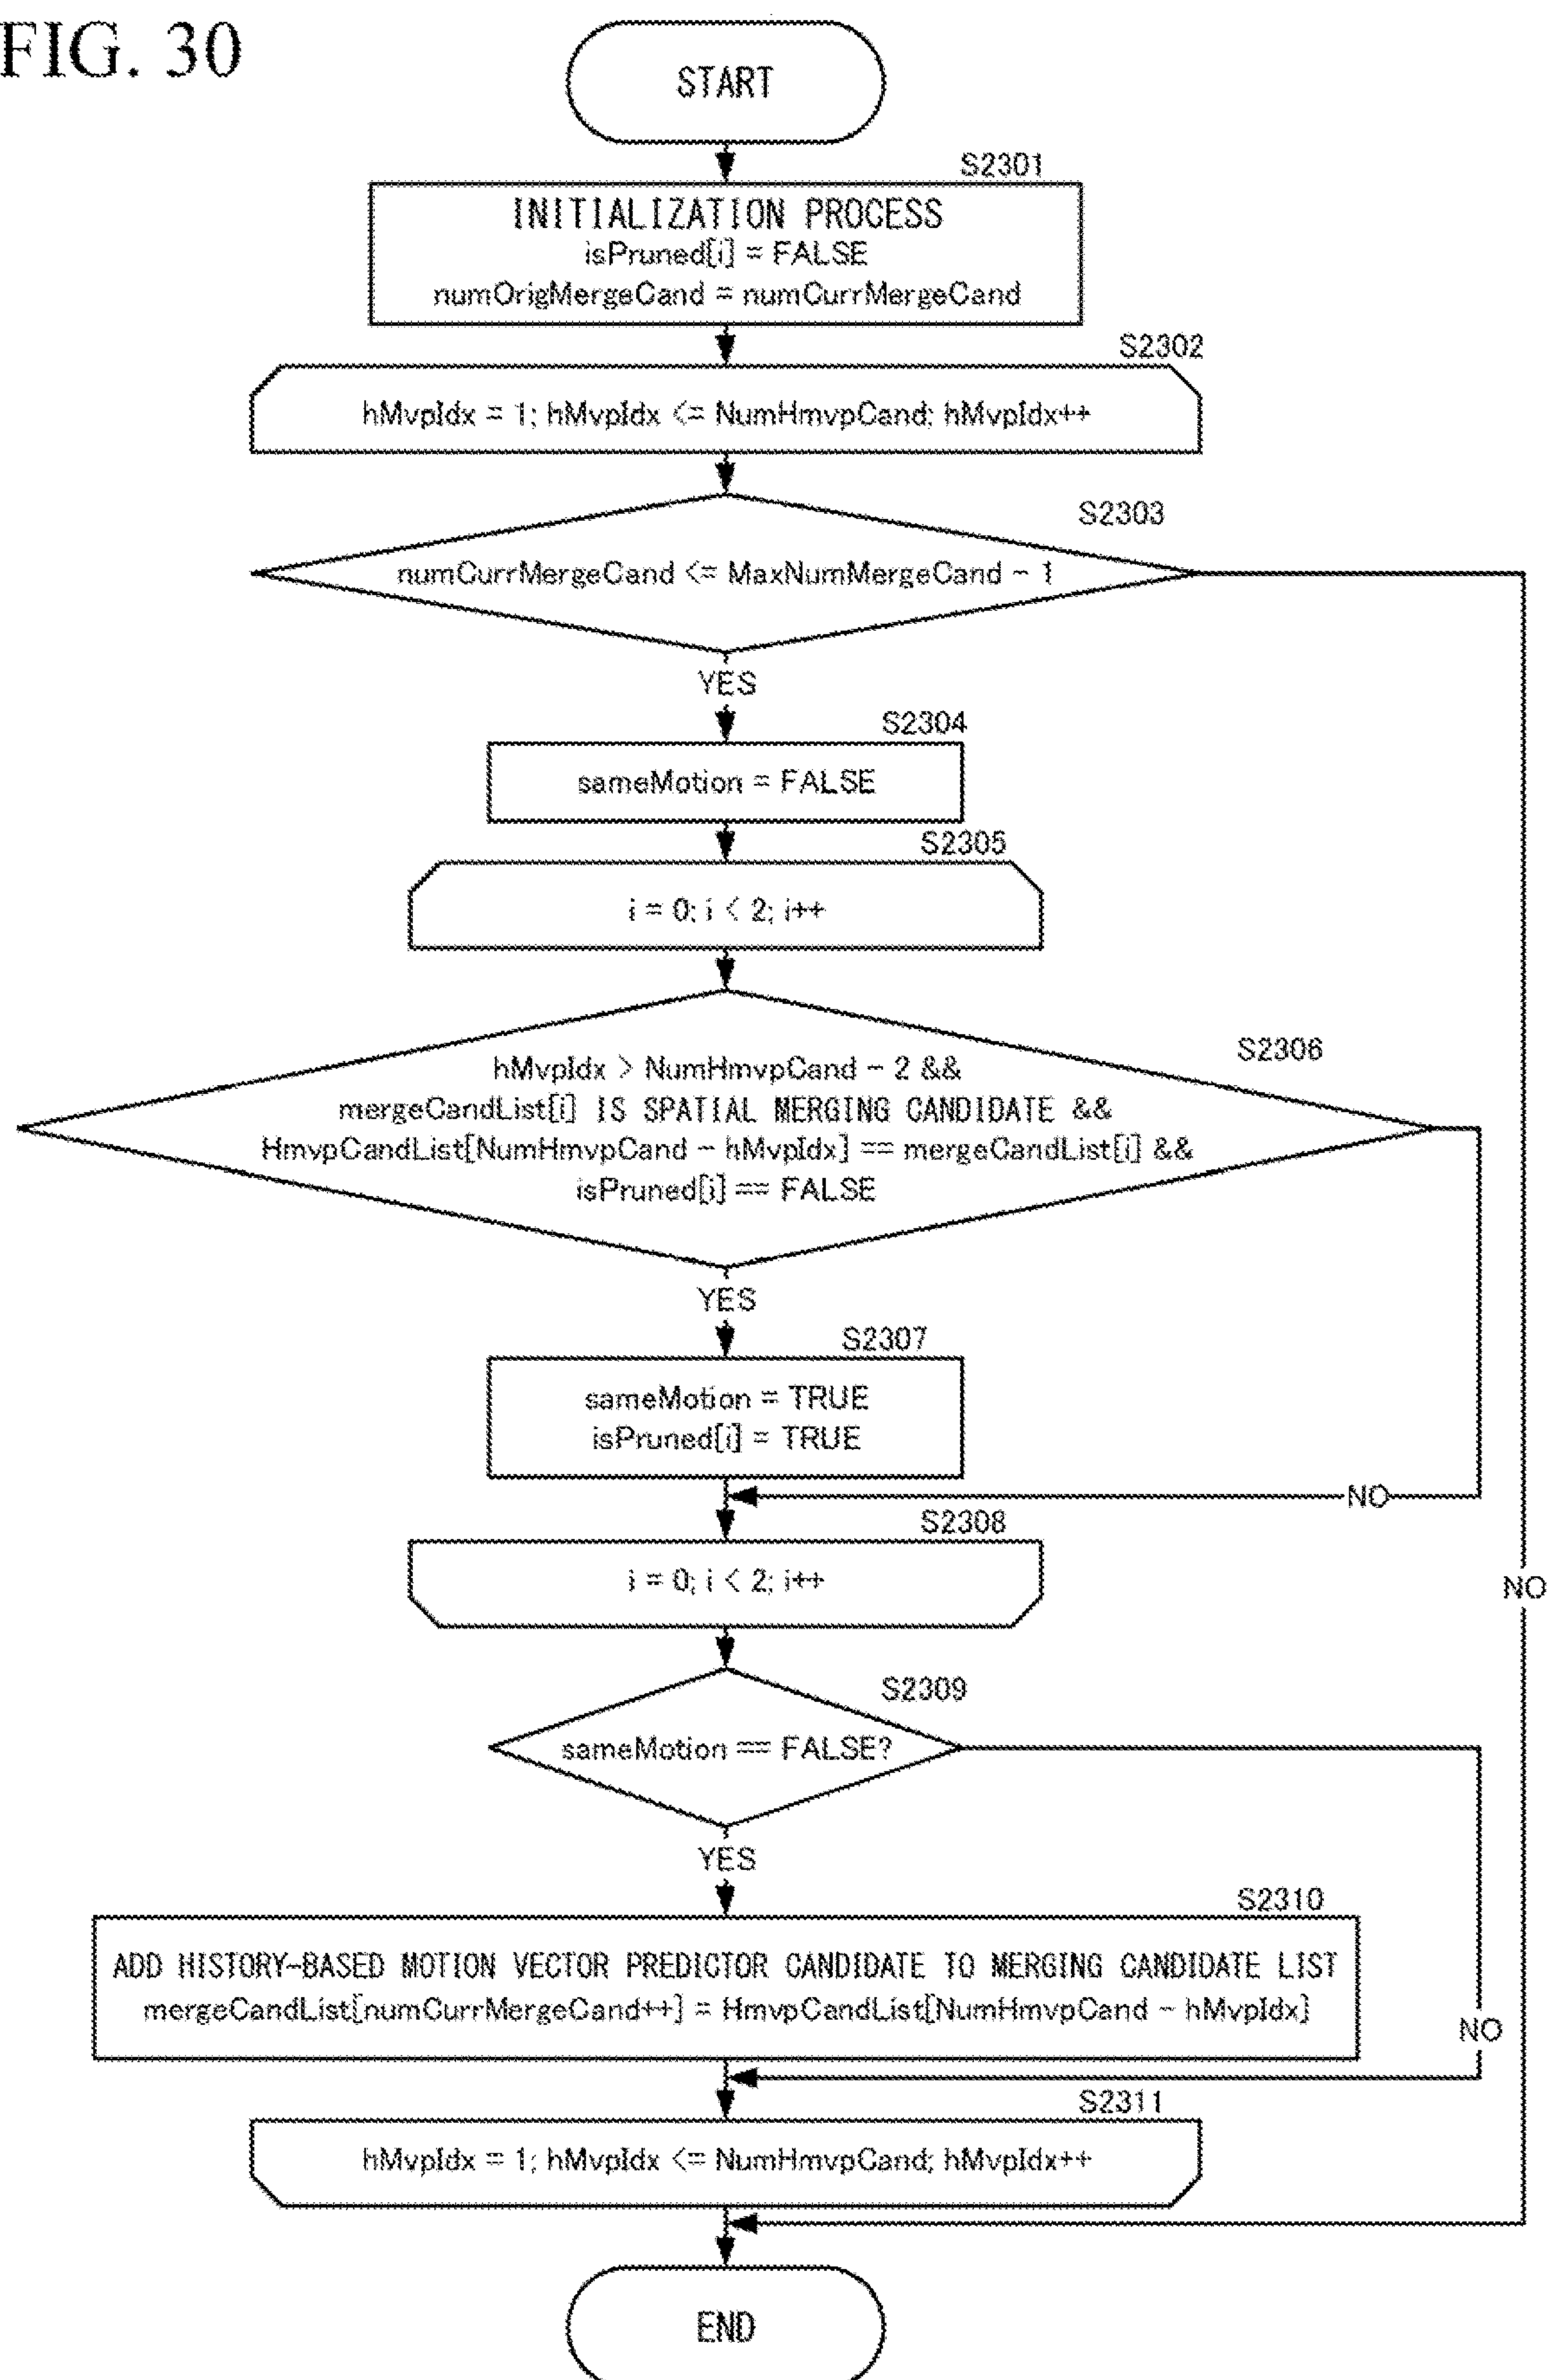 FIG. 30
START
S2301
INITIALIZATION PROCESS
isPruned[i] = FALSE
numOrigMergeCand = numCurrMergeCand
S2302
hMvpIdx = 1; hMvpIdx <= NumHmvpCand; hMvpIdx++
S2303
numCurrMergeCand <= MaxNumMergeCand - 1
YES
S2304
sameMotion = FALSE
S2305
i = 0; i < 2; i++
S2306
hMvpIdx > NumHmvpCand - 2 &&
mergeCandList[i] IS SPATIAL MERGING CANDIDATE &&
HmvpCandList[NumHmvpCand - hMvpIdx] == mergeCandList[i] &&
isPruned[i] == FALSE
YES
S2307
sameMotion = TRUE
isPruned[i] = TRUE
NO
S2308
i = 0; i < 2; i++
NO
S2309
sameMotion == FALSE?
YES
S2310
ADD HISTORY-BASED MOTION VECTOR PREDICTOR CANDIDATE TO MERGING CANDIDATE LIST
mergeCandList[numCurrMergeCand++] = HmvpCandList[NumHmvpCand - hMvpIdx]
NO
S2311
hMvpIdx = 1; hMvpIdx <= NumHmvpCand; hMvpIdx++
END